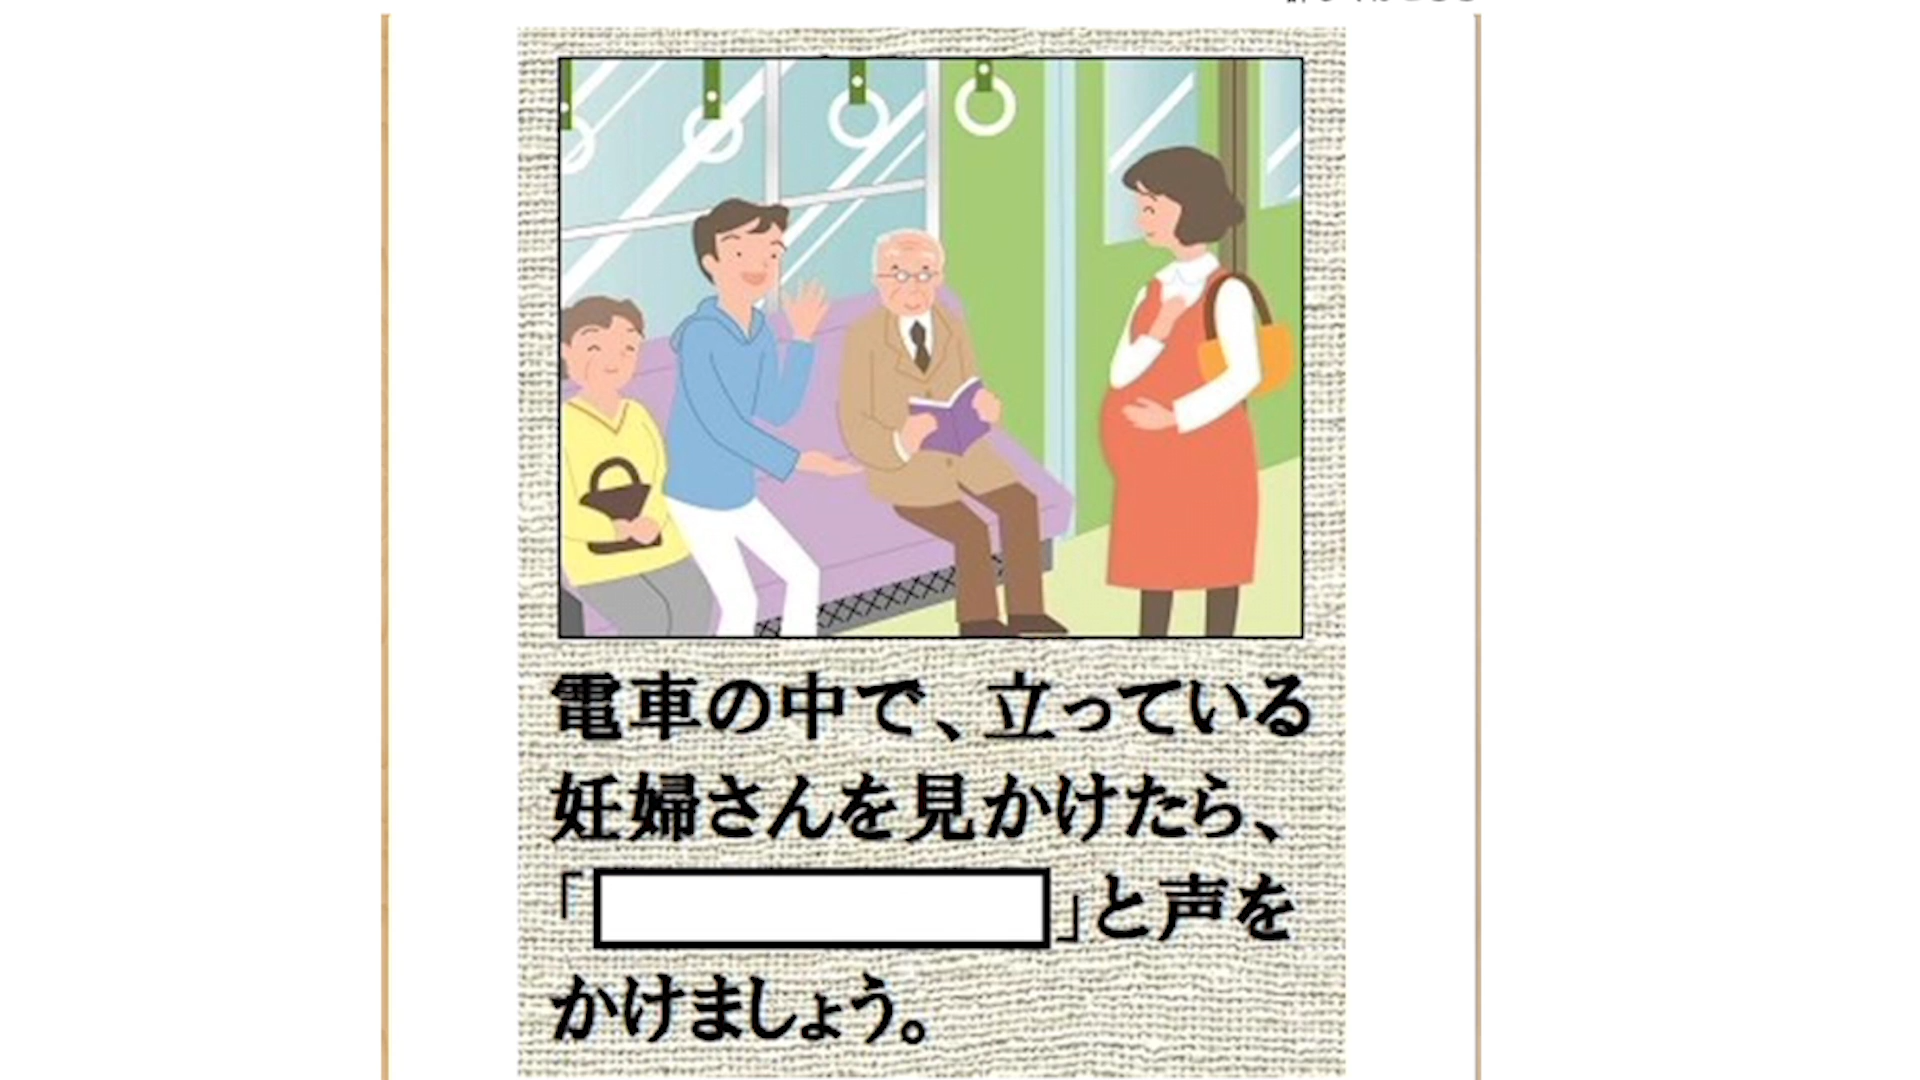 電車の中で、立っている
妊婦さんを見かけたら、
「　　　　　　」と声を
かけましょう。